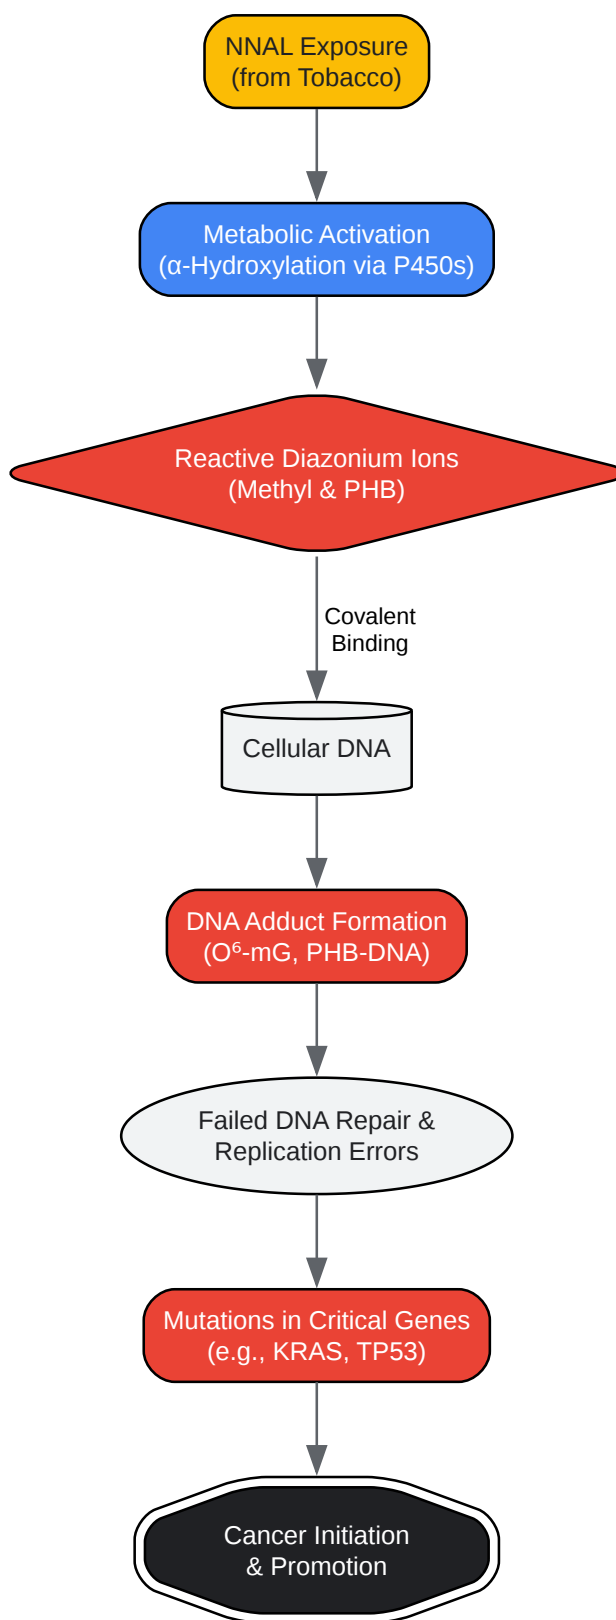 NNAL Exposure
(from Tobacco)
Metabolic Activation
(α-Hydroxylation via P450s)
Reactive Diazonium Ions
(Methyl & PHB)
Covalent
Binding
Cellular DNA
DNA Adduct Formation
(O⁶-mG, PHB-DNA)
Failed DNA Repair &
Replication Errors
Mutations in Critical Genes
(e.g., KRAS, TP53)
Cancer Initiation
& Promotion